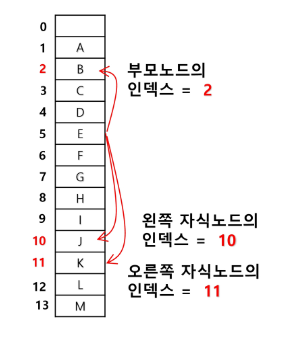 0
1 A
2 B
3 C
4 D
5 E
6 F
7 G
8 H
9 I
10 J
11 K
12 L
13 M
부모노드의
인덱스 = 2
왼쪽 자식노드의
인덱스 = 10
오른쪽 자식노드의
인덱스 = 11